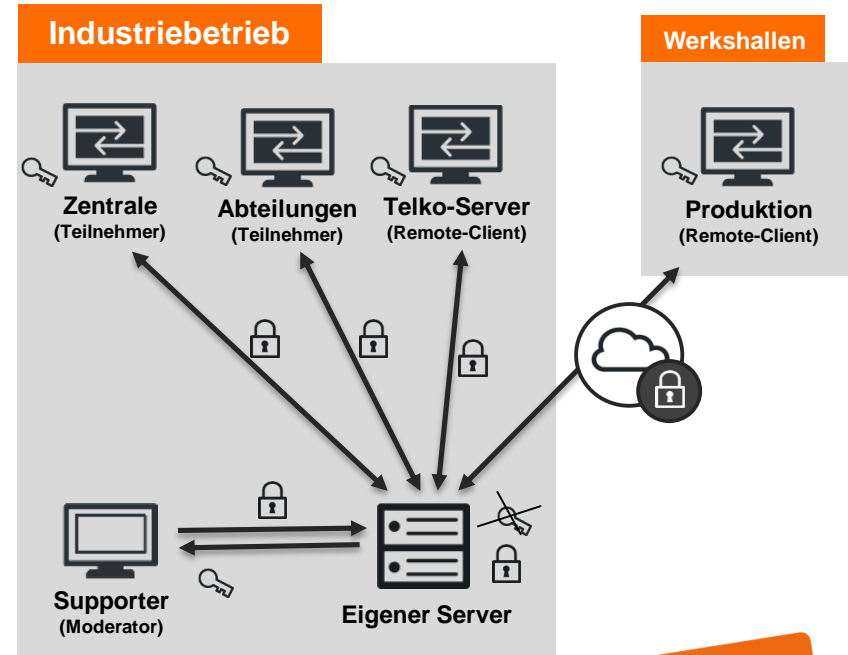 Industriebetrieb
Werkshallen
Zentrale
(Teilnehmer)
Abteilungen
(Teilnehmer)
Telko-Server
(Remote-Client)
Produktion
(Remote-Client)
Supporter
(Moderator)
Eigener Server